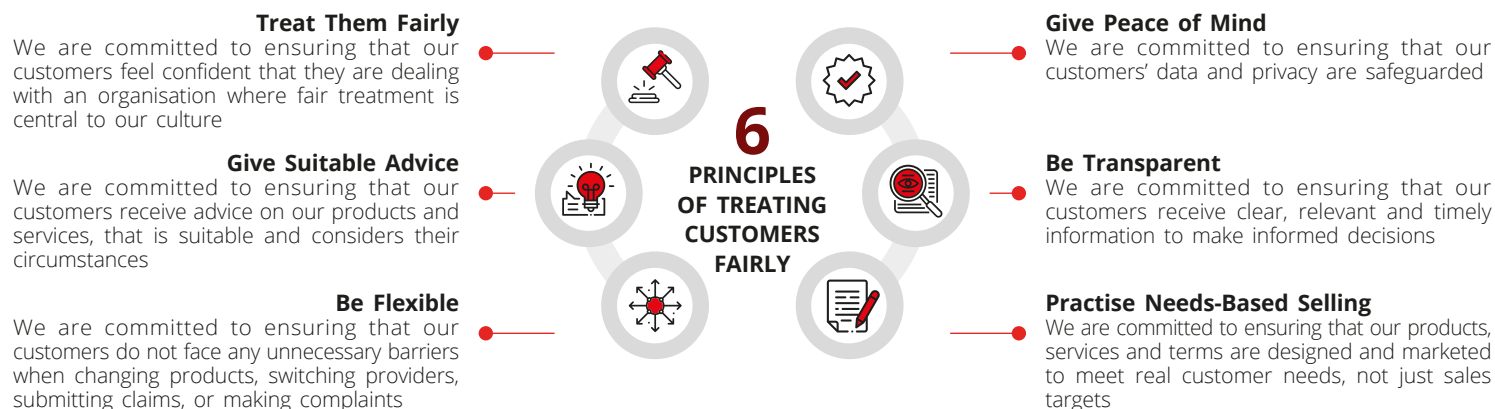 Treat Them Fairly
We are committed to ensuring that our
customers feel confident that they are dealing
with an organisation where fair treatment is
central to our culture
Give Suitable Advice
We are committed to ensuring that our
customers receive advice on our products and
services, that is suitable and considers their
circumstances
Be Flexible
We are committed to ensuring that our
customers do not face any unnecessary barriers
when changing products, switching providers,
submitting claims, or making complaints
6
PRINCIPLES
OF TREATING
CUSTOMERS
FAIRLY
Give Peace of Mind
We are committed to ensuring that our
customers’ data and privacy are safeguarded
Be Transparent
We are committed to ensuring that our
customers receive clear, relevant and timely
information to make informed decisions
Practise Needs-Based Selling
We are committed to ensuring that our products,
services and terms are designed and marketed
to meet real customer needs, not just sales
targets